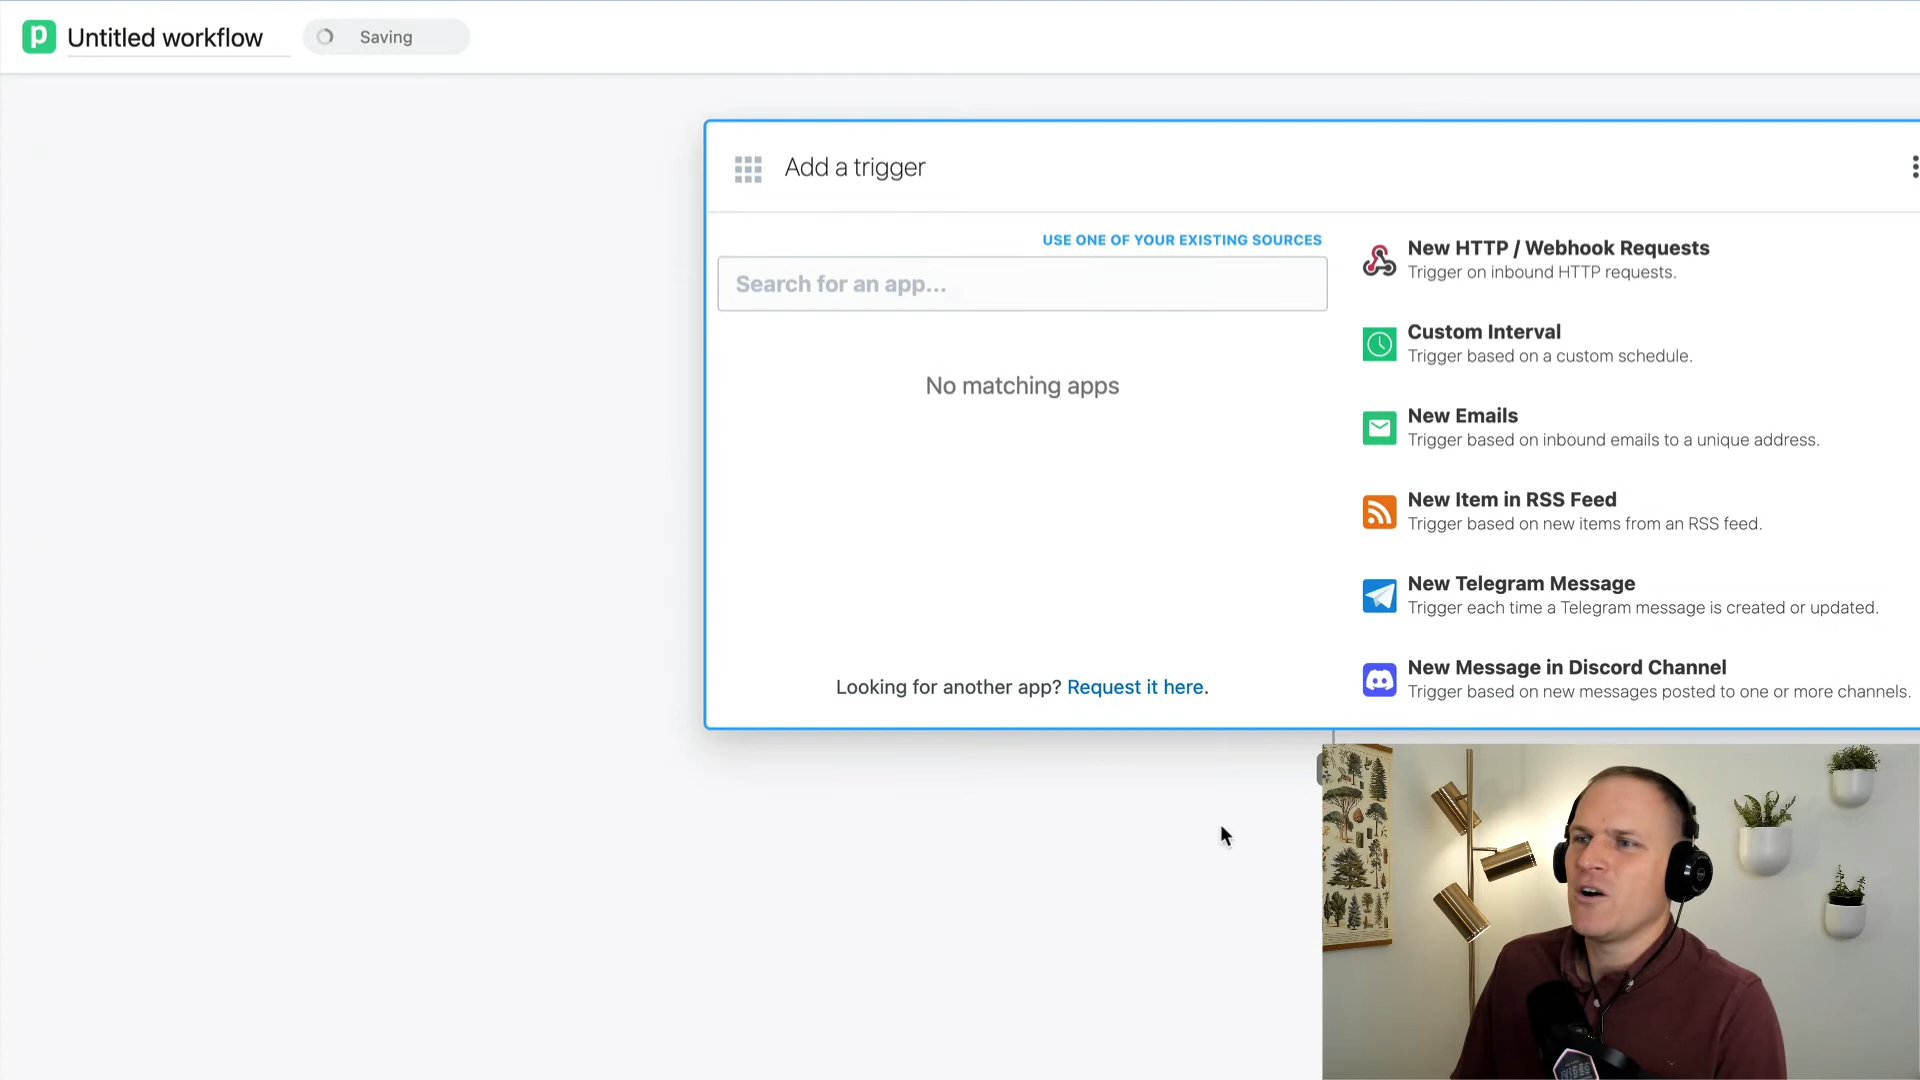 p Untitled workflow
Saving
Add a trigger
USE ONE OF YOUR EXISTING SOURCES
Search for an app...
No matching apps
Looking for another app? Request it here.
New HTTP / Webhook Requests
Trigger on inbound HTTP requests.
Custom Interval
Trigger based on a custom schedule.
New Emails
Trigger based on inbound emails to a unique address.
New Item in RSS Feed
Trigger based on new items from an RSS feed.
New Telegram Message
Trigger each time a Telegram message is created or updated.
New Message in Discord Channel
Trigger based on new messages posted to one or more channels.